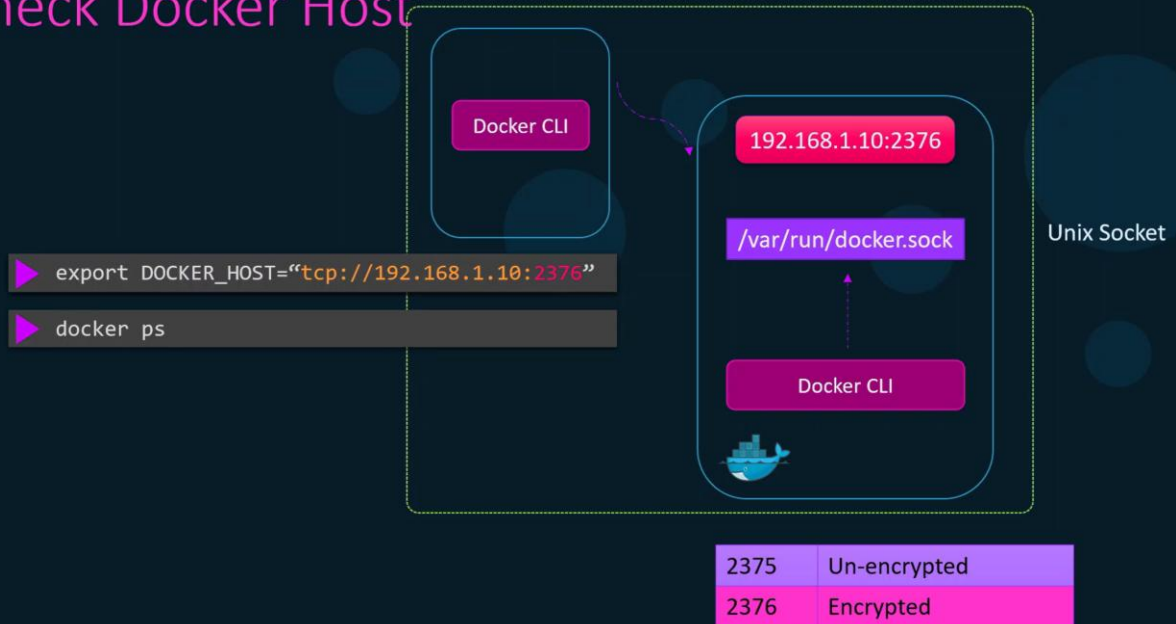 heck Docker Host
Docker CLI
192.168.1.10:2376
/var/run/docker.sock
Unix Socket
export DOCKER_HOST=“tcp://192.168.1.10:2376”
docker ps
Docker CLI
2375 Un-encrypted
2376 Encrypted